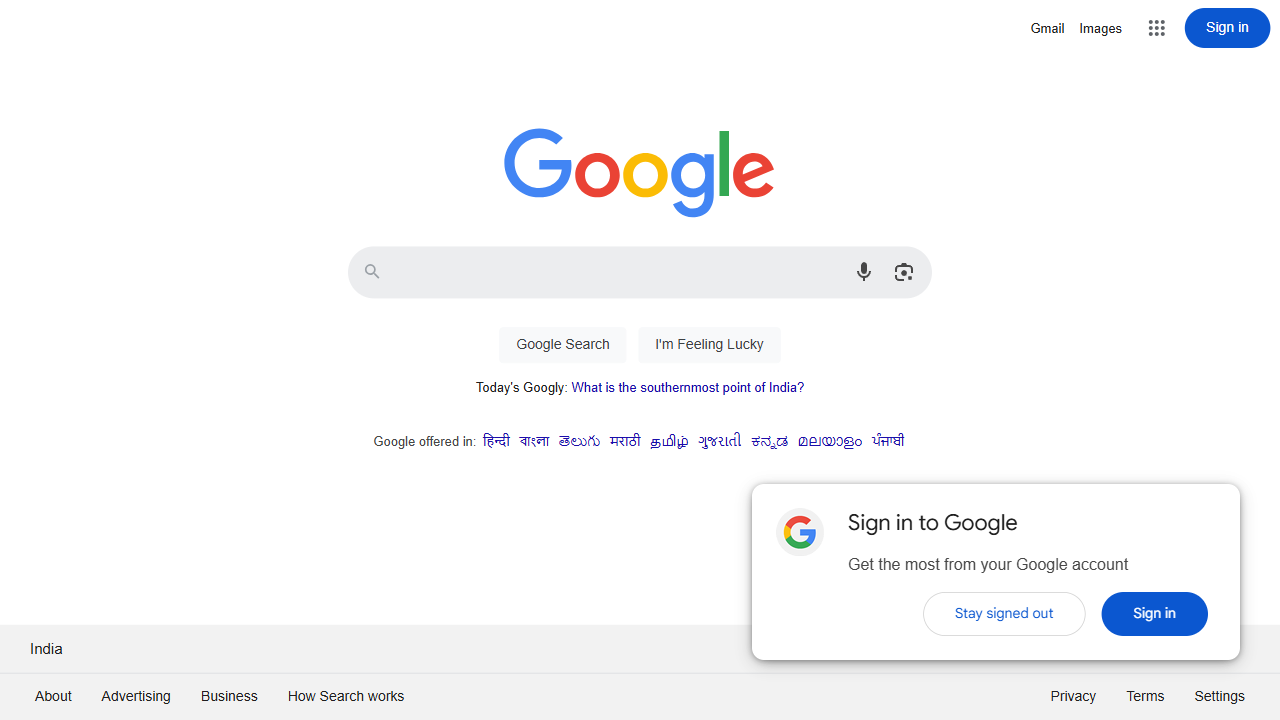 Gmail Images Sign in
Google
Google Search I'm Feeling Lucky
Today's Googly: What is the southernmost point of India?
Google offered in: हिन्दी বাংলা తెలుగు मराठी தமிழ் ગુજરાતી ಕನ್ನಡ മലയാളം ਪੰਜਾਬੀ
Sign in to Google
Get the most from your Google account
Stay signed out Sign in
India
About Advertising Business How Search works Privacy Terms Settings